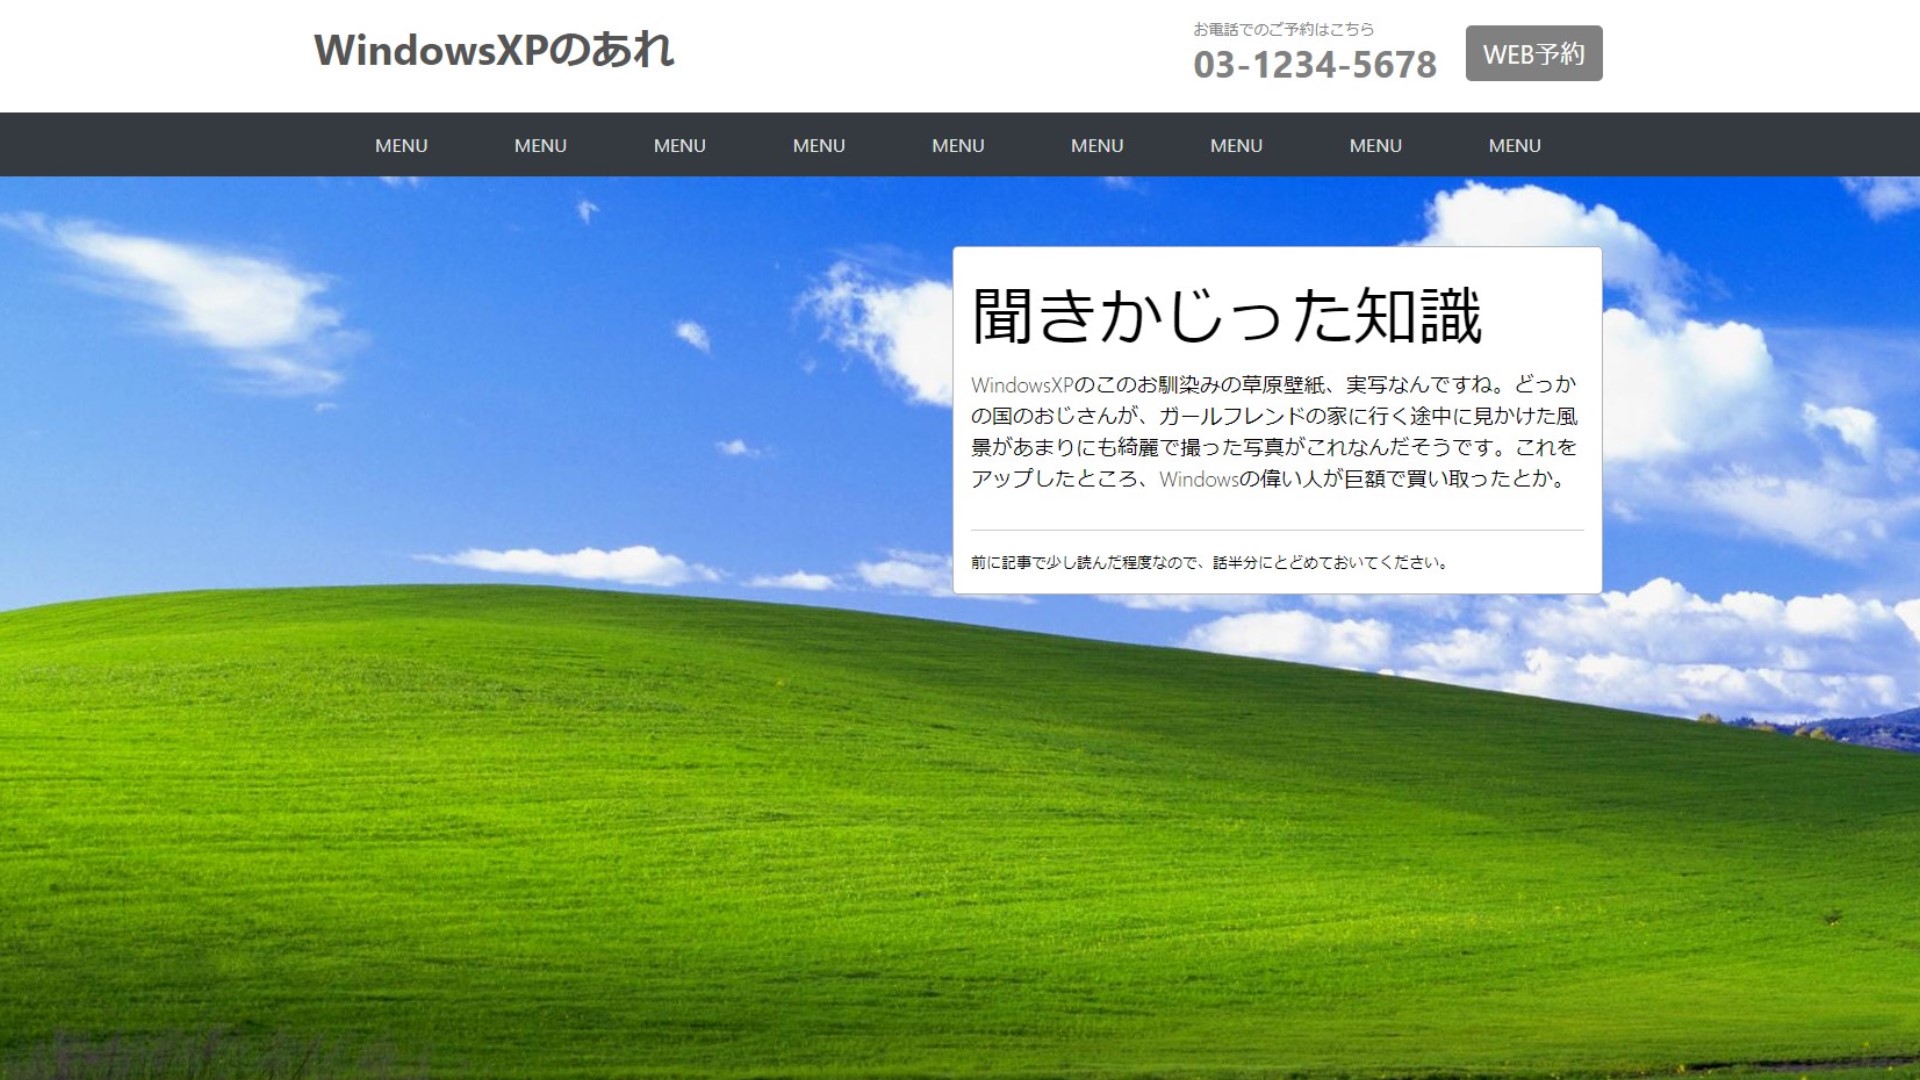 WindowsXPのあれ
お電話でのご予約はこちら
03-1234-5678
WEB予約
MENU MENU MENU MENU MENU MENU MENU MENU MENU
聞きかじった知識
WindowsXPのこのお馴染みの草原壁紙、実写なんですね。どっか
の国のおじさんが、ガールフレンドの家に行く途中に見かけた風
景があまりにも綺麗で撮った写真がこれなんだそうです。これを
アップしたところ、Windowsの偉い人が巨額で買い取ったとか。
前に記事で少し読んだ程度なので、話半分にとどめておいてください。